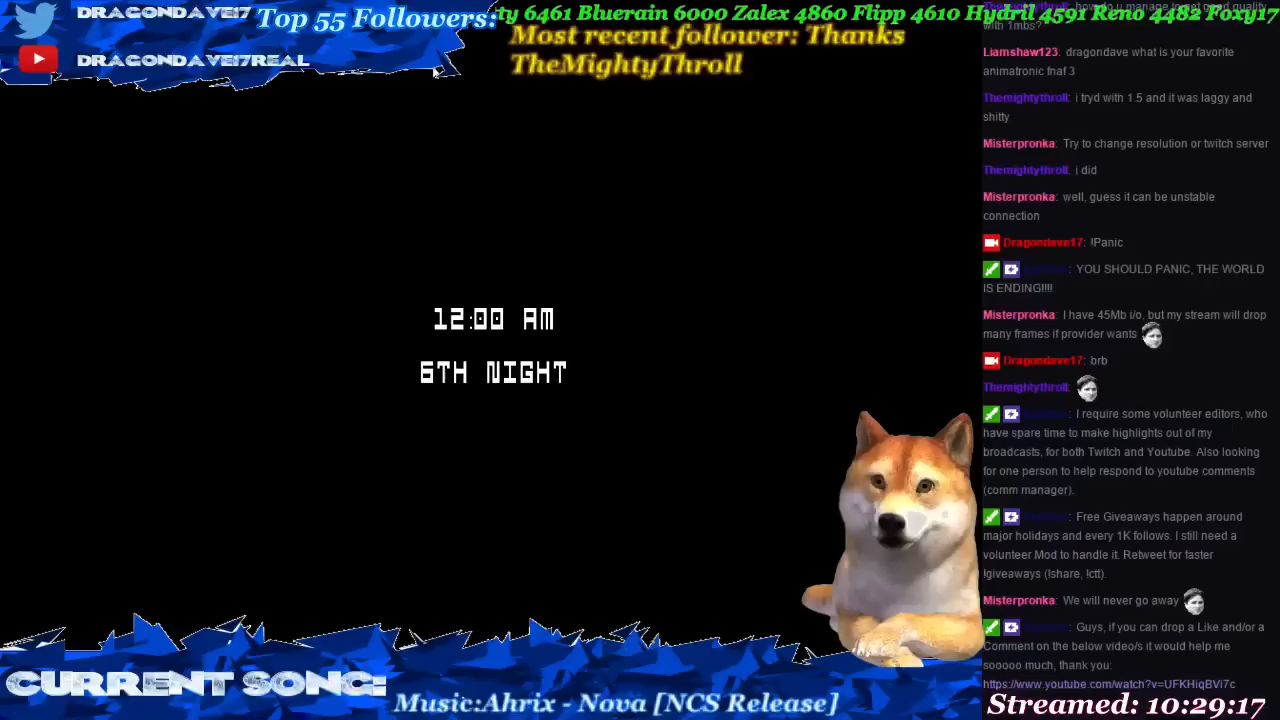 DRAGONDAVE17
Top 55 Followers:
ty 6461 Bluerain 6000 Zalex 4860 Flipp 4610 Hydril 4591 Reno 4482 Foxy17
DRAGONDAVE17REAL
Most recent follower: Thanks
TheMightyThroll
with 1mbs?
Liamshaw123: dragondave what is your favorite
animatronic fnaf 3
Themightythroll: i tryd with 1.5 and it was laggy and
shitty
Misterpronka: Try to change resolution or twitch server
Themightythroll: i did
Misterpronka: well, guess it can be unstable
connection
Dragondave17: !Panic
: YOU SHOULD PANIC, THE WORLD
IS ENDING!!!!
Misterpronka: I have 45Mb i/o, but my stream will drop
many frames if provider wants
Dragondave17: brb
Themightythroll:
: I require some volunteer editors, who
have spare time to make highlights out of my
broadcasts, for both Twitch and Youtube. Also looking
for one person to help respond to youtube comments
(comm manager).
: Free Giveaways happen around
major holidays and every 1K follows. I still need a
volunteer Mod to handle it. Retweet for faster
!giveaways (!share, !ctt).
Misterpronka: We will never go away
: Guys, if you can drop a Like and/or a
Comment on the below video/s it would help me
sooooo much, thank you:
https://www.youtube.com/watch?v=UFKHiqBVi7c
12:00 AM
6TH NIGHT
CURRENT SONG:
Music:Ahrix - Nova [NCS Release]
Streamed: 10:29:17